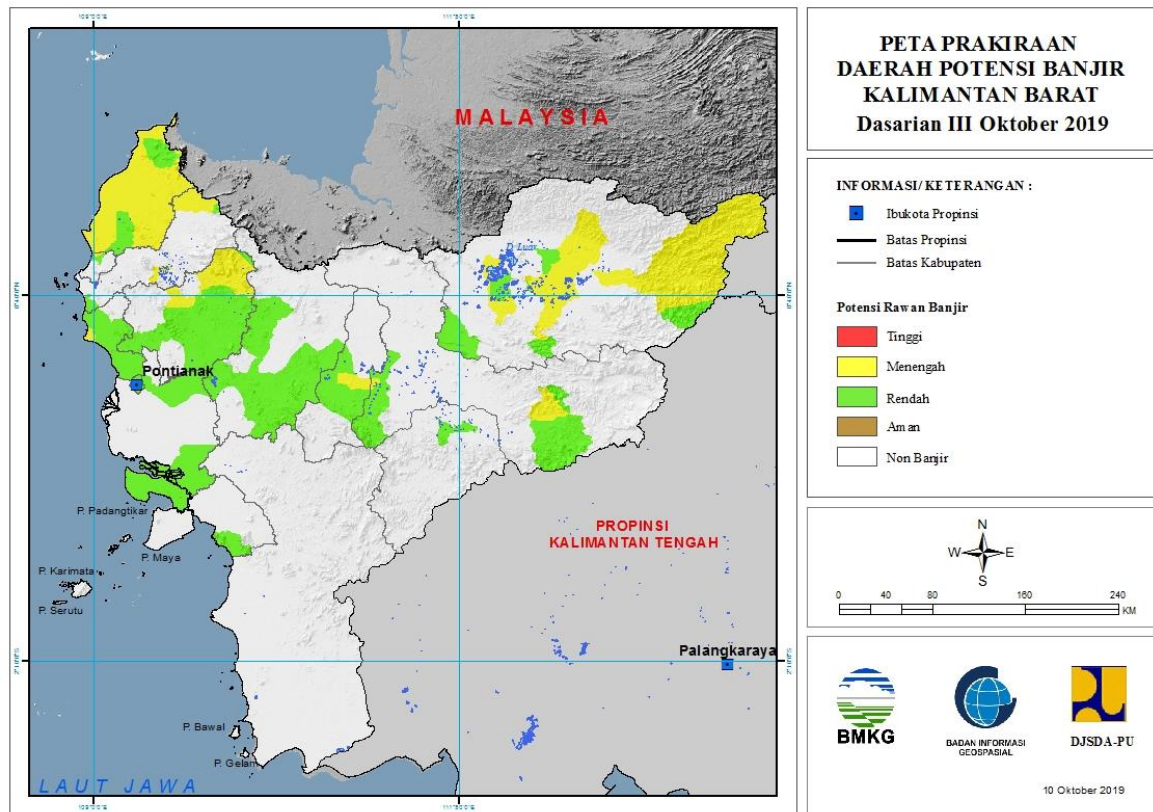 MALAYSIA
D. Luar
Pontianak
P. Padangtikar
P. Maya
P. Karimata
P. Serutu
PROPINSI
KALIMANTAN TENGAH
Palangkaraya
P. Bawal
P. Gelam
LAUT JAWA
PETA PRAKIRAAN
DAERAH POTENSI BANJIR
KALIMANTAN BARAT
Dasarian III Oktober 2019
INFORMASI/ KETERANGAN :
Ibukota Propinsi
Batas Propinsi
Batas Kabupaten
Potensi Rawan Banjir
Tinggi
Menengah
Rendah
Aman
Non Banjir
N
W E
S
0 40 80 160 240
KM
BMKG
BADAN INFORMASI
GEOSPASIAL
DJSDA-PU
10 Oktober 2019